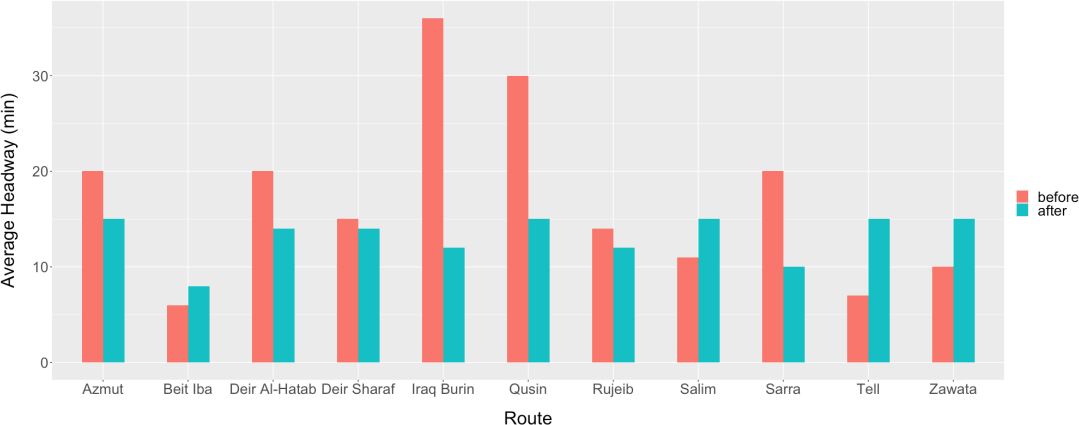 Average Headway (min)
30
20
10
0
Azmut Beit Iba Deir Al-Hatab Deir Sharaf Iraq Burin Qusin Rujeib Salim Sarra Tell Zawata
Route
before
after